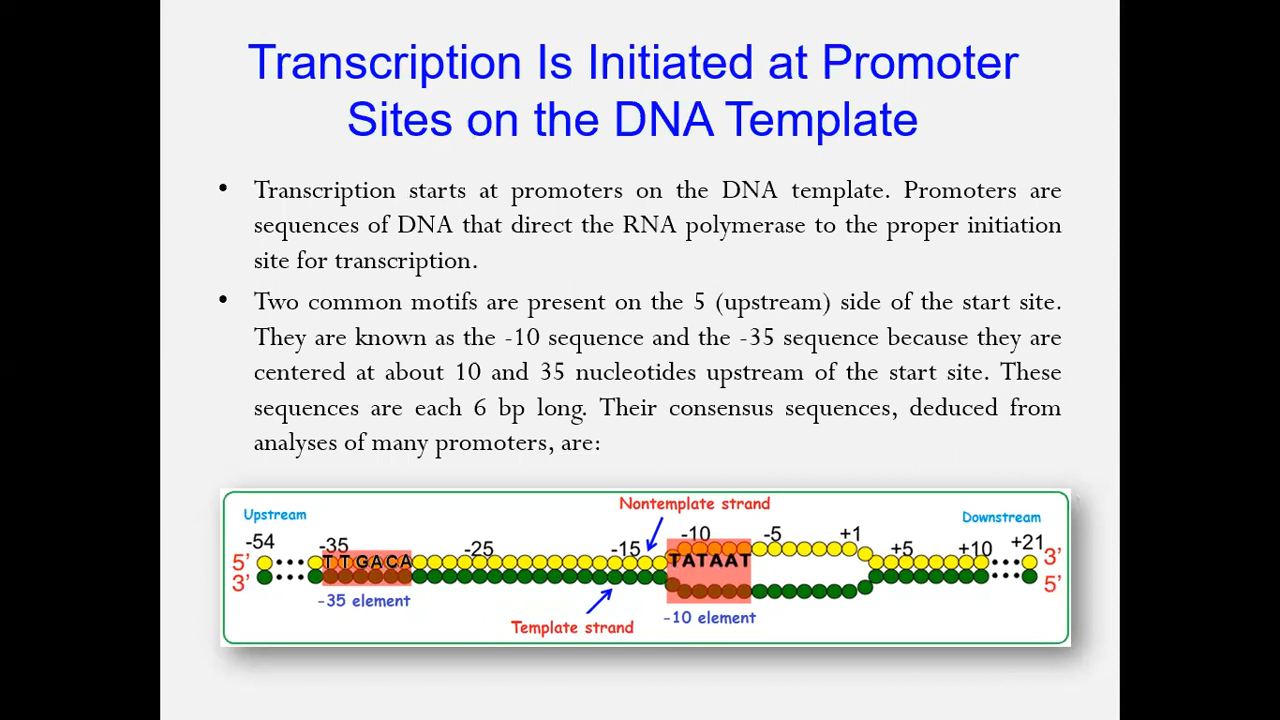 Transcription Is Initiated at Promoter
Sites on the DNA Template
• Transcription starts at promoters on the DNA template. Promoters are
sequences of DNA that direct the RNA polymerase to the proper initiation
site for transcription.
• Two common motifs are present on the 5 (upstream) side of the start site.
They are known as the -10 sequence and the -35 sequence because they are
centered at about 10 and 35 nucleotides upstream of the start site. These
sequences are each 6 bp long. Their consensus sequences, deduced from
analyses of many promoters, are:
Nontemplate strand
Upstream Downstream
-54 -35 -25 -15 -10 -5 +1 +5 +10 +21
5' TTGACA TATAAT 3'
3' 5'
-35 element -10 element
Template strand